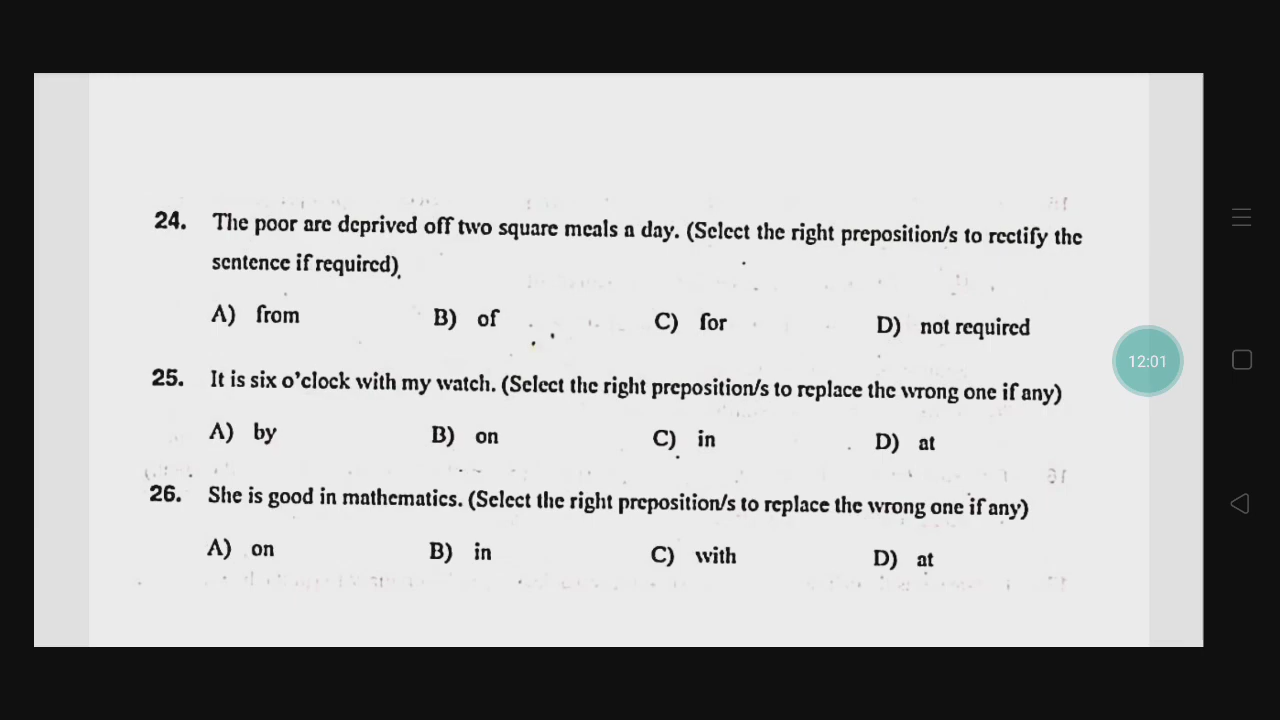 24. The poor are deprived off two square meals a day. (Select the right preposition/s to rectify the
sentence if required)
A) from B) of C) for D) not required
25. It is six o'clock with my watch. (Select the right preposition/s to replace the wrong one if any)
A) by B) on C) in D) at
12:01
26. She is good in mathematics. (Select the right preposition/s to replace the wrong one if any)
A) on B) in C) with D) at